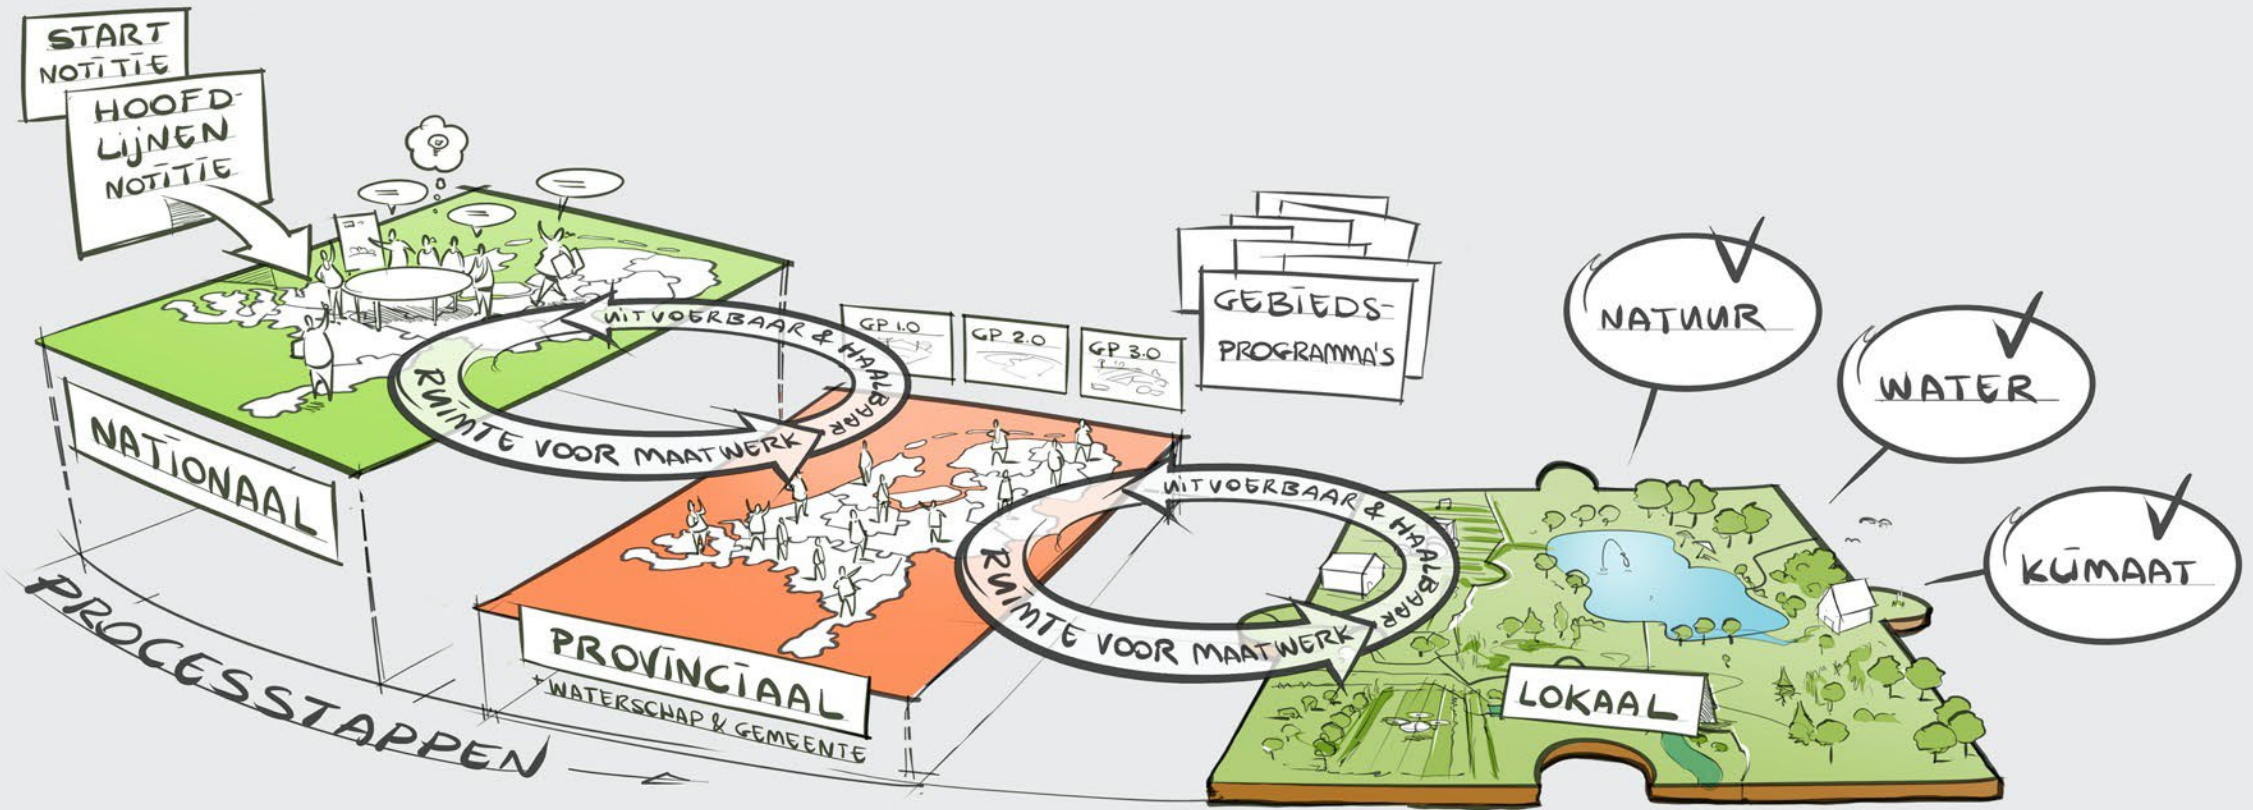 START
NOTITIE
HOOFD-
LIJNEN
NOTITIE
NATIONAAL
UITVOERBAAR & HAALBAAR
RUIMTE VOOR MAATWERK
GP 1.0
GP 2.0
GP 3.0
GEBIEDS-
PROGRAMMA'S
PROVINCIAAL
+ WATERSCHAP & GEMEENTE
UITVOERBAAR & HAALBAAR
RUIMTE VOOR MAATWERK
LOKAAL
NATUUR
WATER
KLIMAAT
PROCESSTAPPEN